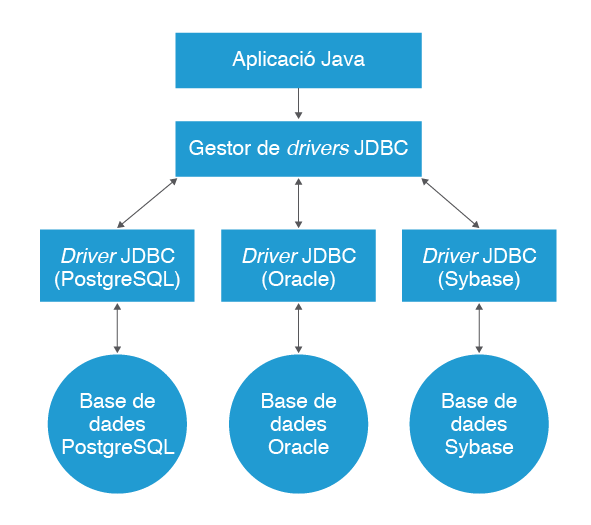 Aplicació Java
Gestor de drivers JDBC
Driver JDBC
(PostgreSQL)
Driver JDBC
(Oracle)
Driver JDBC
(Sybase)
Base de
dades
PostgreSQL
Base de
dades
Oracle
Base de
dades
Sybase